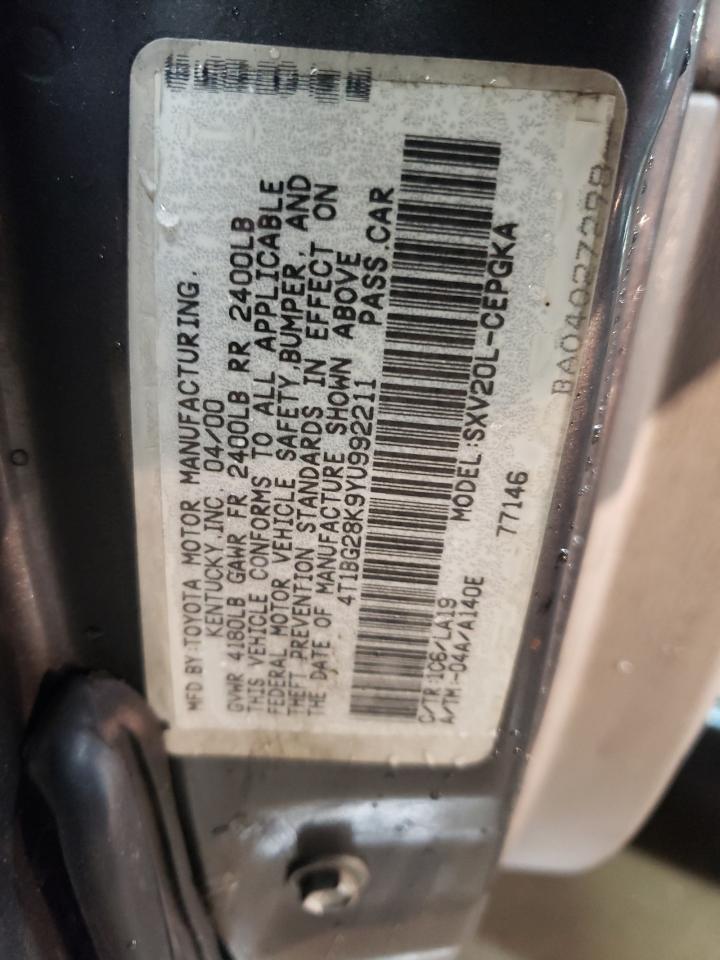 MFD BY:TOYOTA MOTOR MANUFACTURING.
KENTUCKY,INC. 04/00
GVWR 4180LB GAWR FR 2400LB RR 2400LB
THIS VEHICLE CONFORMS TO ALL APPLICABLE
FEDERAL MOTOR VEHICLE SAFETY,BUMPER, AND
THEFT PREVENTION STANDARDS IN EFFECT ON
THE DATE OF MANUFACTURE SHOWN ABOVE
4T1BG28K9YU992211 PASS.CAR
C/TR:1C6/LA19 MODEL:SXV20L-CEPGKA
A/TM:-04A/A140E 77146
BA04027298